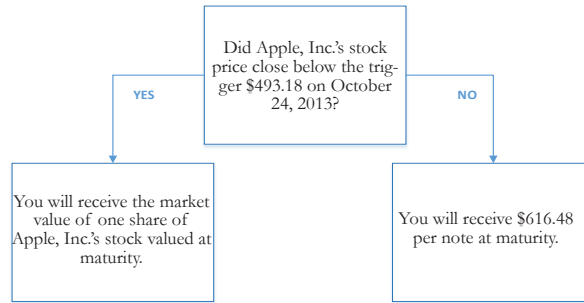 Did Apple, Inc.'s stock
price close below the trig-
ger $493.18 on October
24, 2013?
YES
NO
You will receive the market
value of one share of
Apple, Inc.'s stock valued at
maturity.
You will receive $616.48
per note at maturity.